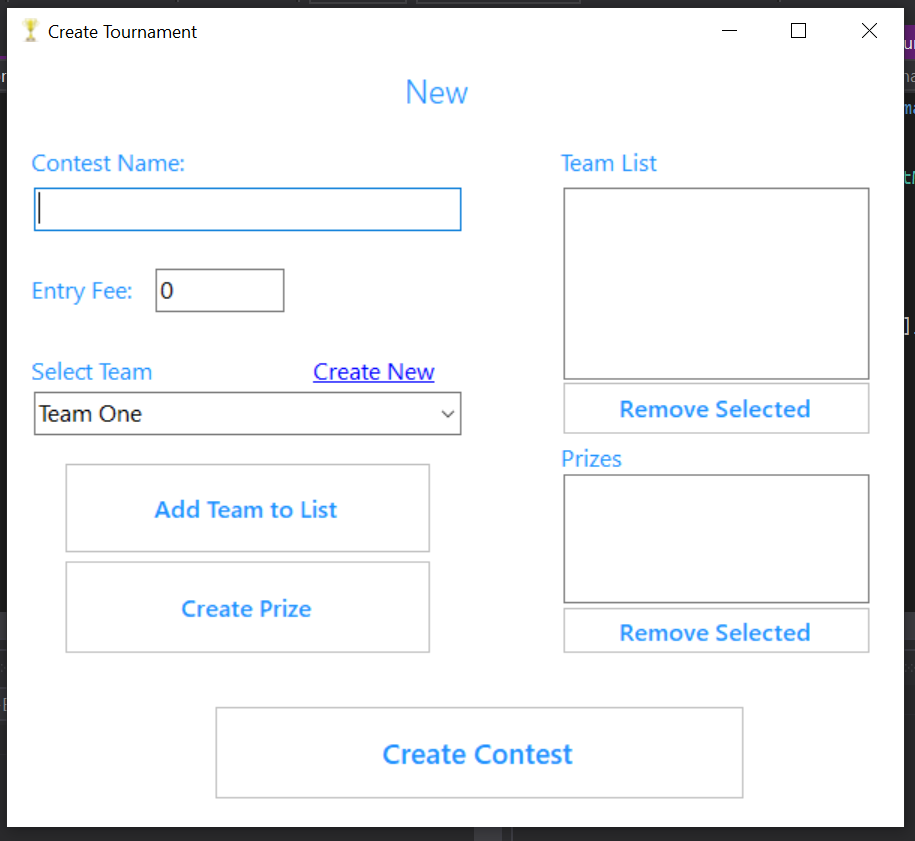 Create Tournament
New
Contest Name:
Entry Fee:
0
Select Team
Create New
Team One
Add Team to List
Create Prize
Team List
Remove Selected
Prizes
Remove Selected
Create Contest